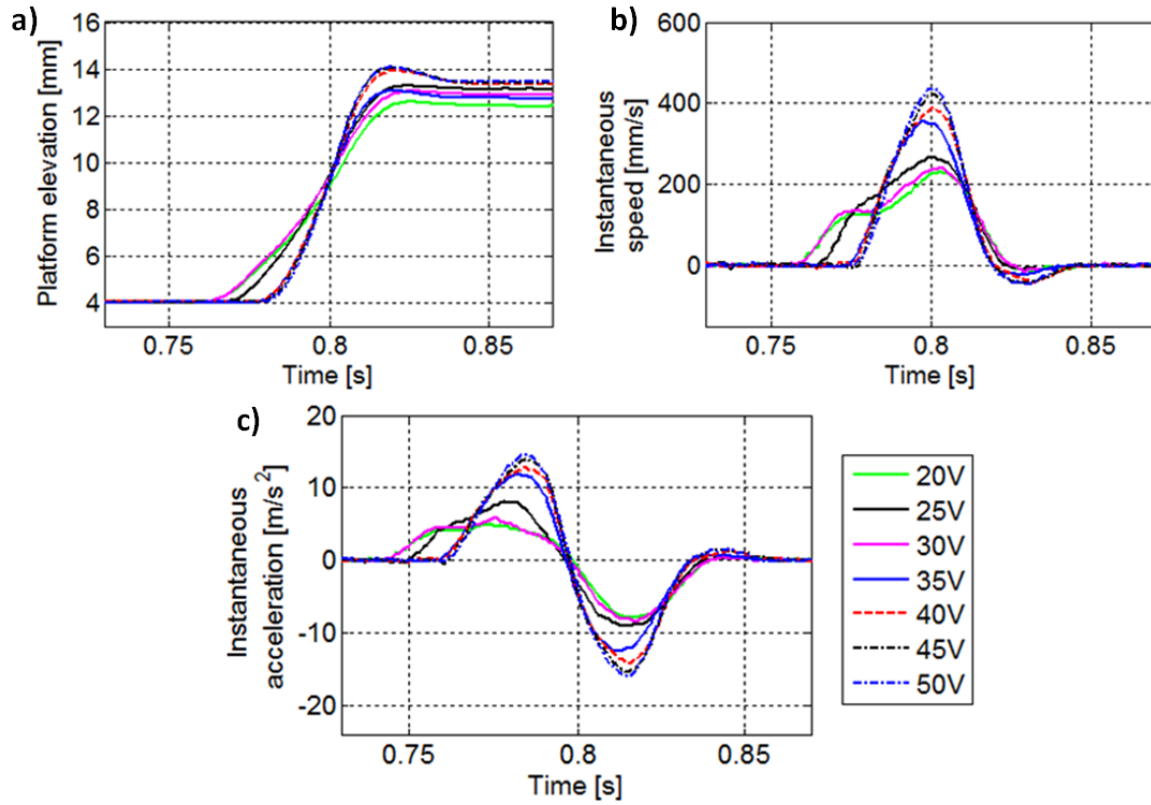 a)
Platform elevation [mm]
16
14
12
10
8
6
4
0.75 0.8 0.85
Time [s]
b)
Instantaneous
speed [mm/s]
600
400
200
0
0.75 0.8 0.85
Time [s]
c)
Instantaneous
acceleration [m/s²]
20
10
0
-10
-20
0.75 0.8 0.85
Time [s]
20V
25V
30V
35V
40V
45V
50V